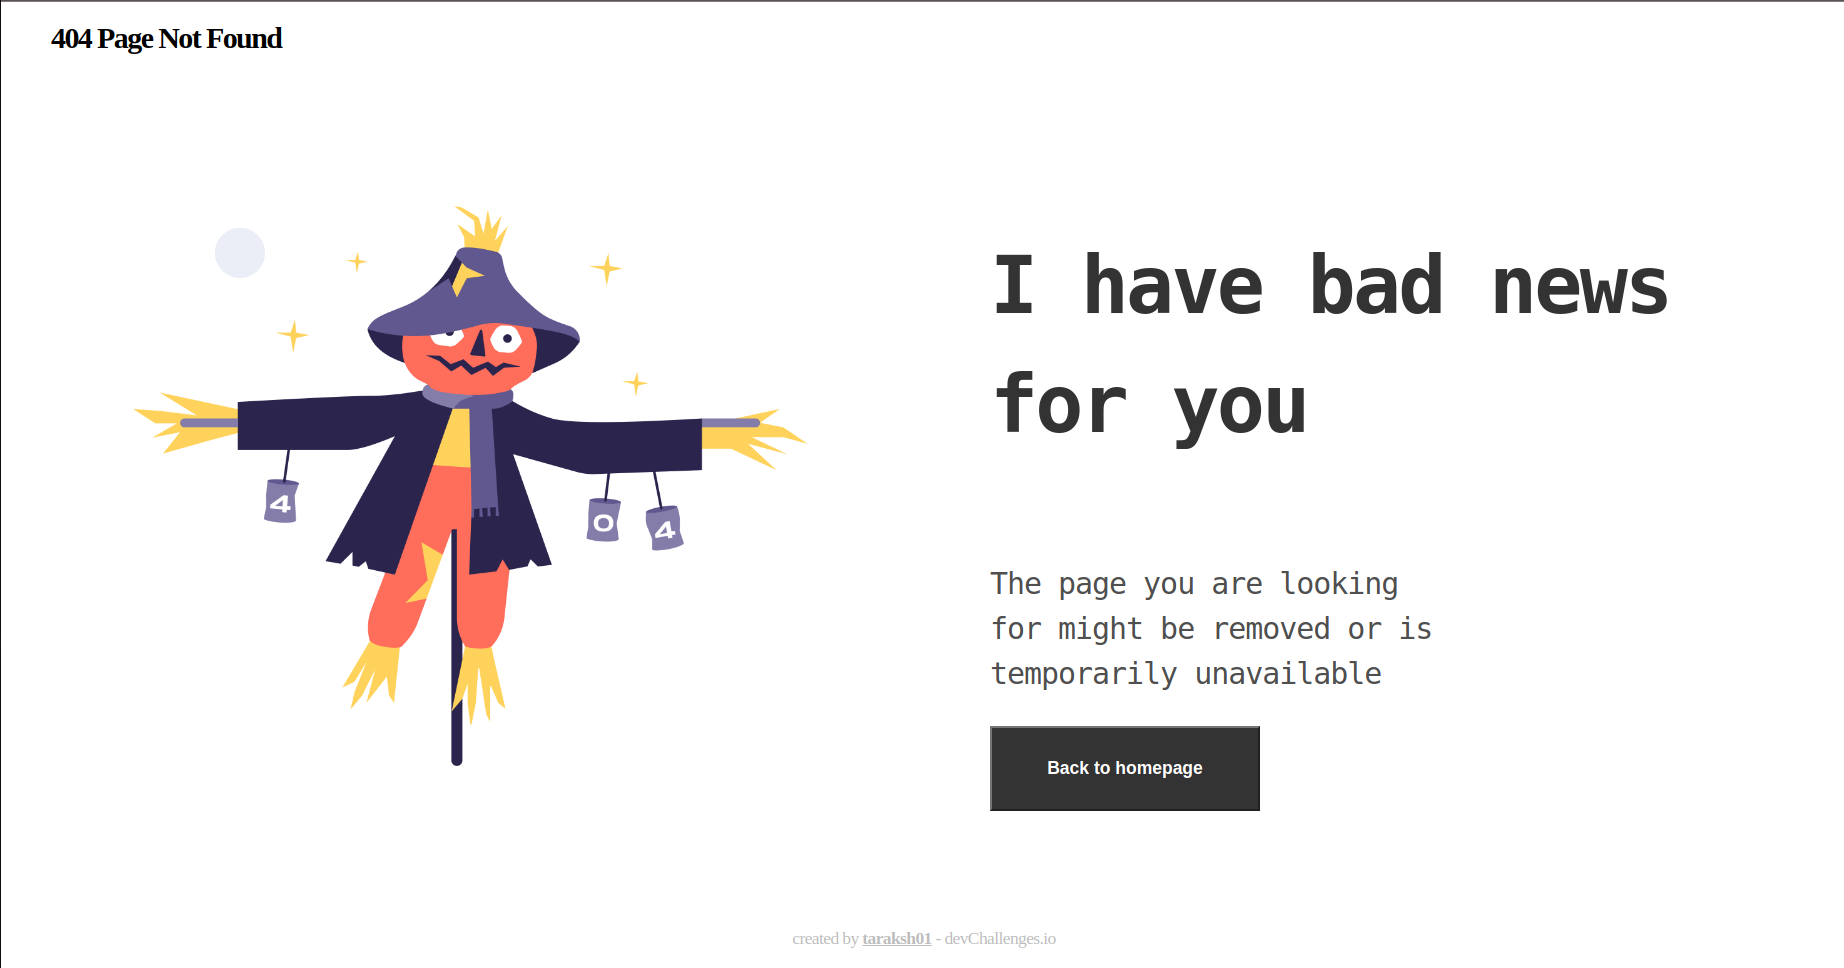 404 Page Not Found
4
0
4
I have bad news
for you
The page you are looking
for might be removed or is
temporarily unavailable
Back to homepage
created by taraksh01 - devChallenges.io